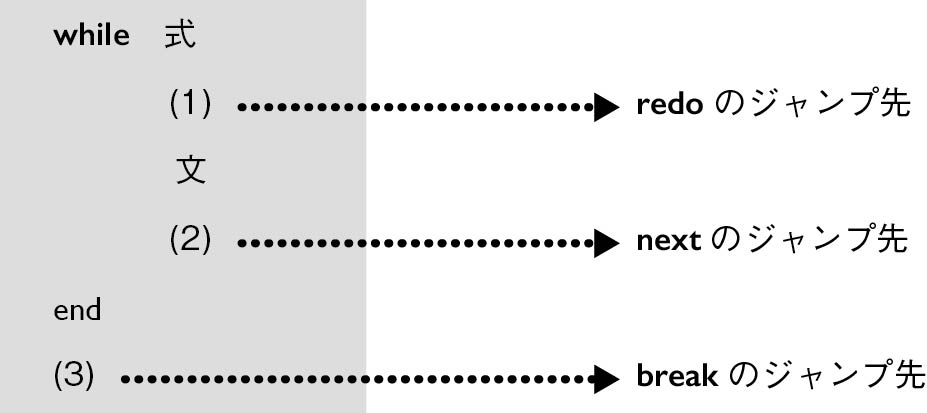 while 式
(1) redo のジャンプ先
文
(2) next のジャンプ先
end
(3) break のジャンプ先